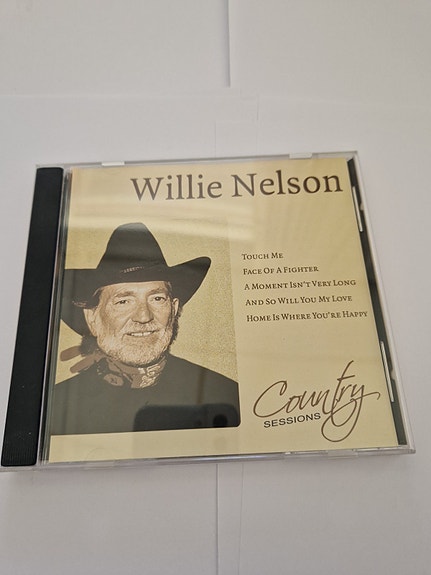 Willie Nelson
Touch Me
Face Of A Fighter
A Moment Isn't Very Long
And So Will You My Love
Home Is Where You're Happy
Country
SESSIONS